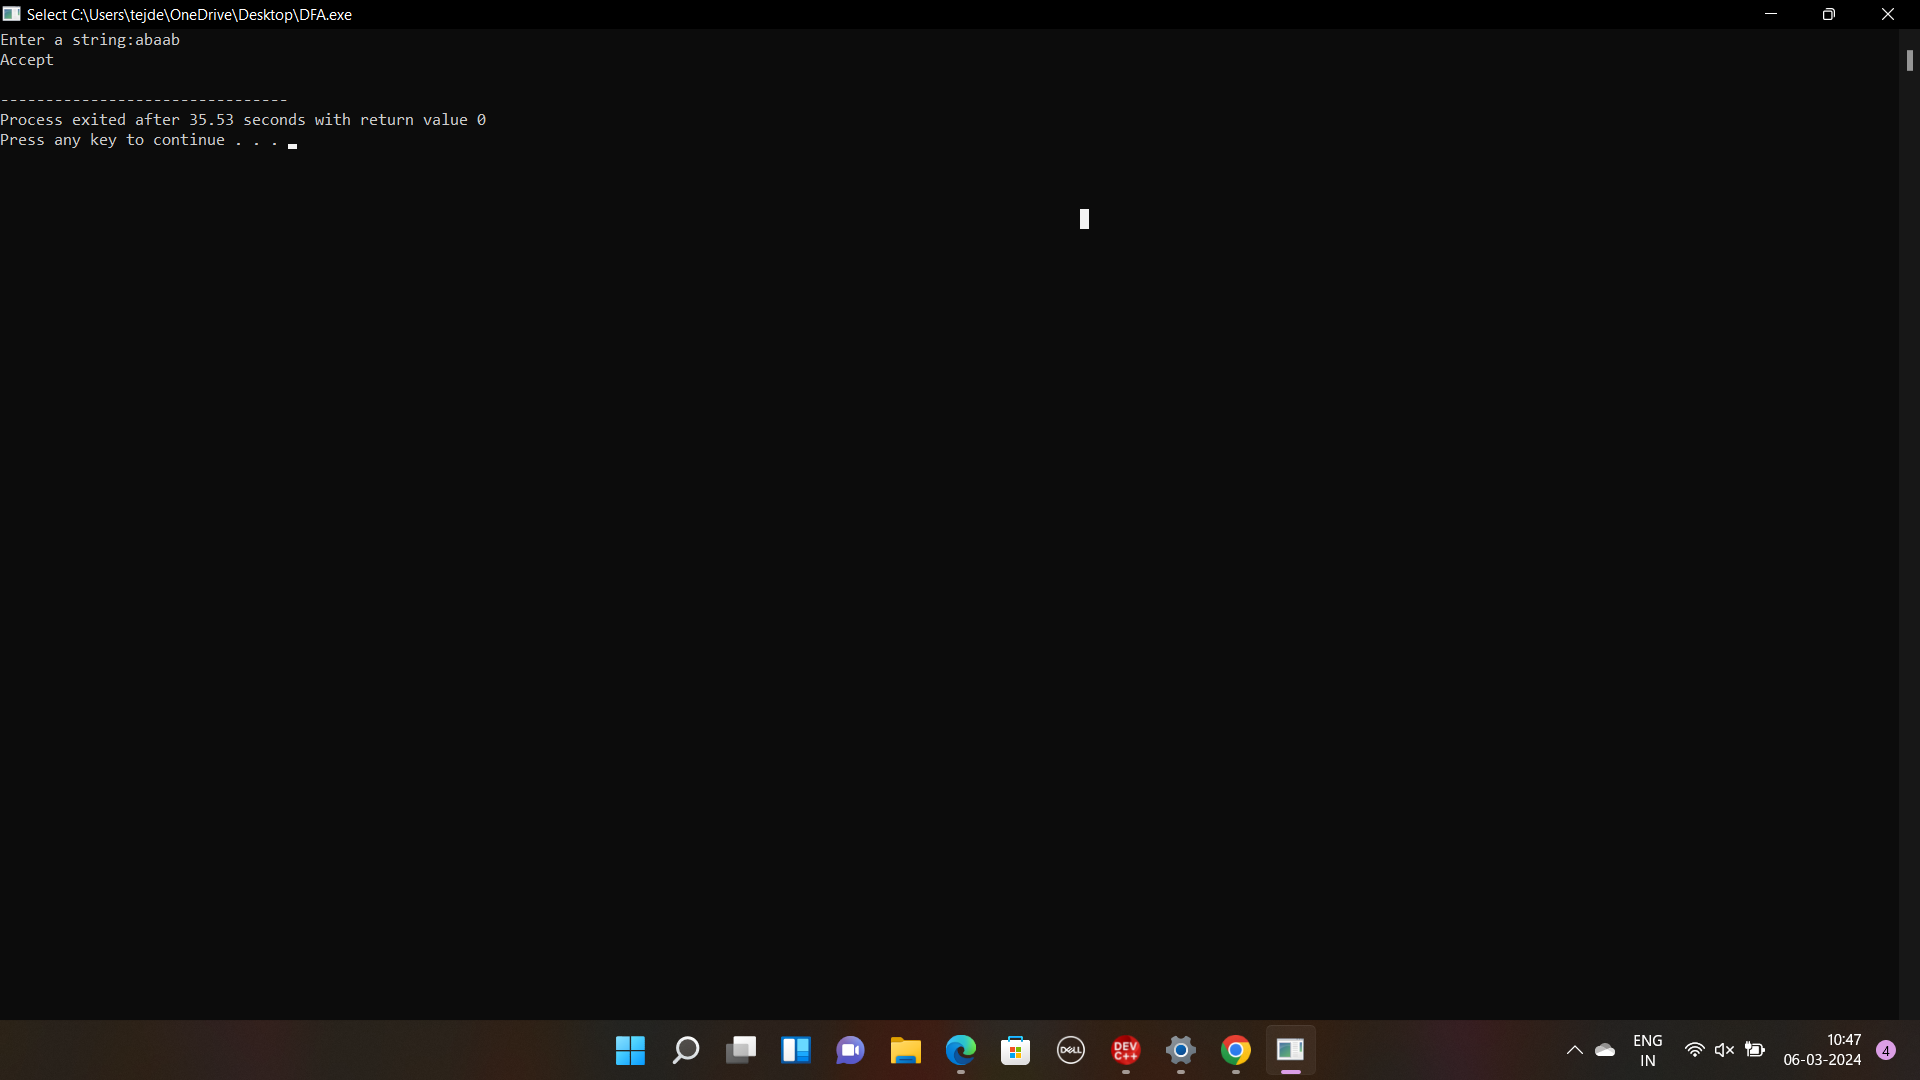 Select C:\Users\tejde\OneDrive\Desktop\DFA.exe
Enter a string:abaab
Accept
--------------------------------
Process exited after 35.53 seconds with return value 0
Press any key to continue . . .
DELL
DEV
C++
ENG
IN
10:47
06-03-2024
4